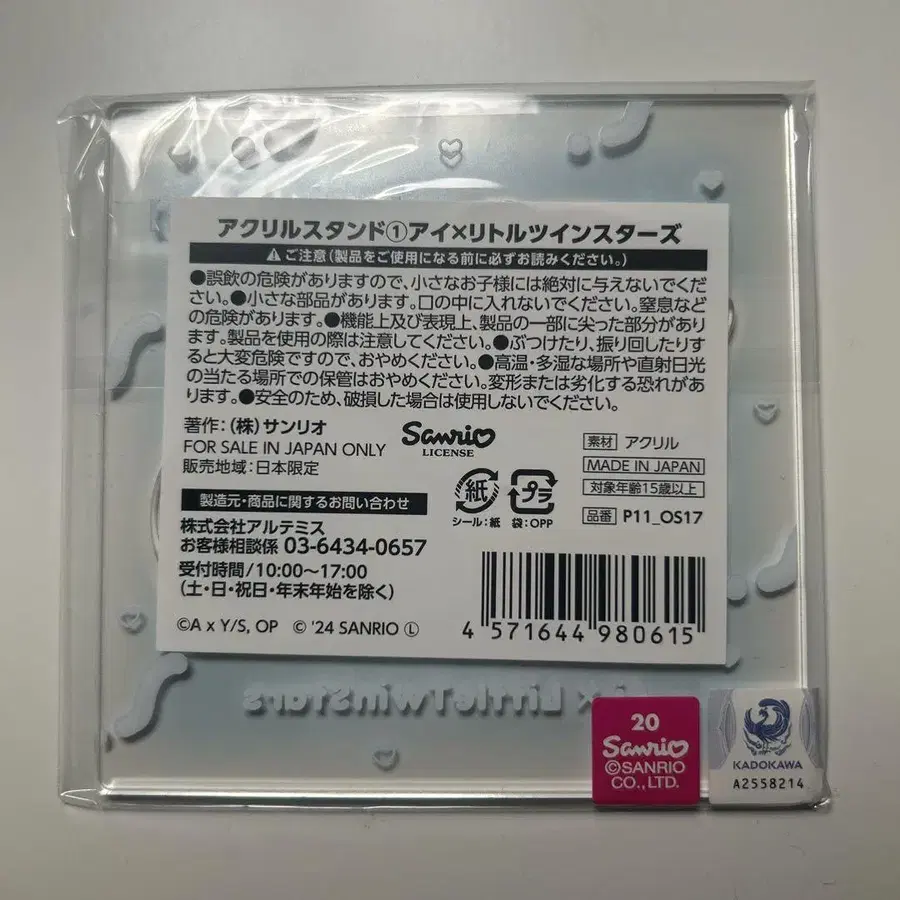 アクリルスタンド①アイ×リトルツインスターズ
⚠ ご注意(製品をご使用になる前に必ずお読みください。)
●誤飲の危険がありますので、小さなお子様には絶対に与えないでくだ
さい。●小さな部品があります。口の中に入れないでください。窒息など
の危険があります。●機能上及び表現上、製品の一部に尖った部分があり
ます。製品を使用の際は注意してください。●ぶつけたり、振り回したりす
ると大変危険ですので、おやめください。●高温・多湿な場所や直射日光
の当たる場所での保管はおやめください。変形または劣化する恐れがあ
ります。●安全のため、破損した場合は使用しないでください。
著作:(株)サンリオ
FOR SALE IN JAPAN ONLY
販売地域:日本限定
Sanrio
LICENSE
素材 アクリル
MADE IN JAPAN
対象年齢15歳以上
品番 P11_OS17
紙
シール:紙
プラ
袋:OPP
製造元・商品に関するお問い合わせ
株式会社アルテミス
お客様相談係 03-6434-0657
受付時間/10:00〜17:00
(土・日・祝日・年末年始を除く)
©A x Y/S, OP © '24 SANRIO Ⓛ
4 571644 980615
× LittleTwinStars
20
Sanrio
©SANRIO
CO., LTD.
KADOKAWA
A2558214